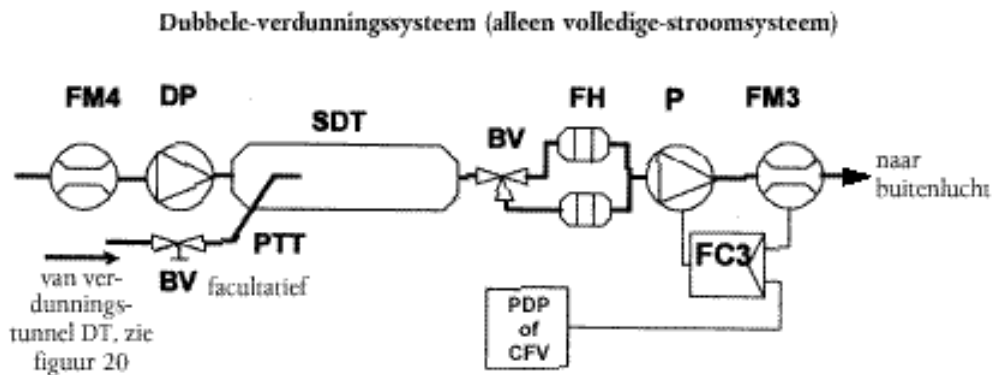 Dubbele-verdunningssysteem (alleen volledige-stroomsysteem)
FM4
DP
SDT
BV
FH
P
FM3
naar
buitenlucht
PTT
BV facultatief
van ver-
dunnings-
tunnel DT, zie
figuur 20
FC3
PDP
of
CFV